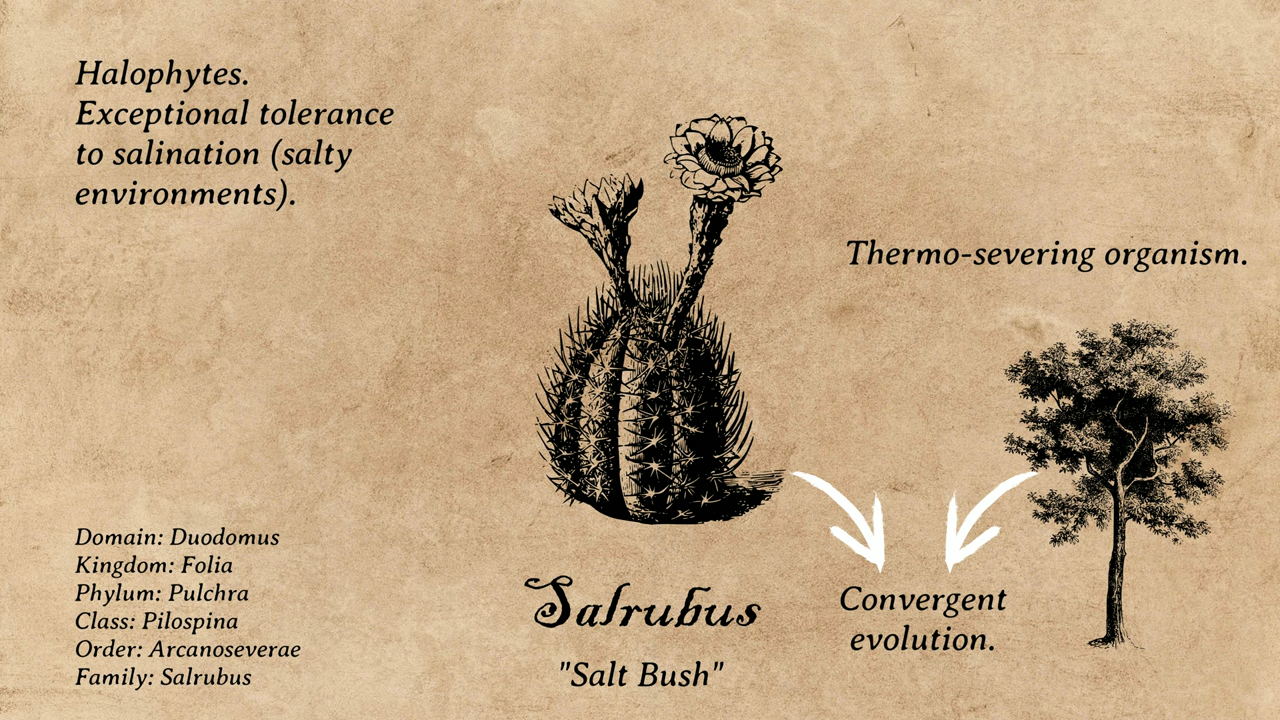 Halophytes.
Exceptional tolerance
to salination (salty
environments).
Thermo-severing organism.
Domain: Duodomus
Kingdom: Folia
Phylum: Pulchra
Class: Pilospina
Order: Arcanoseverae
Family: Salrubus
Salrubus
"Salt Bush"
Convergent
evolution.